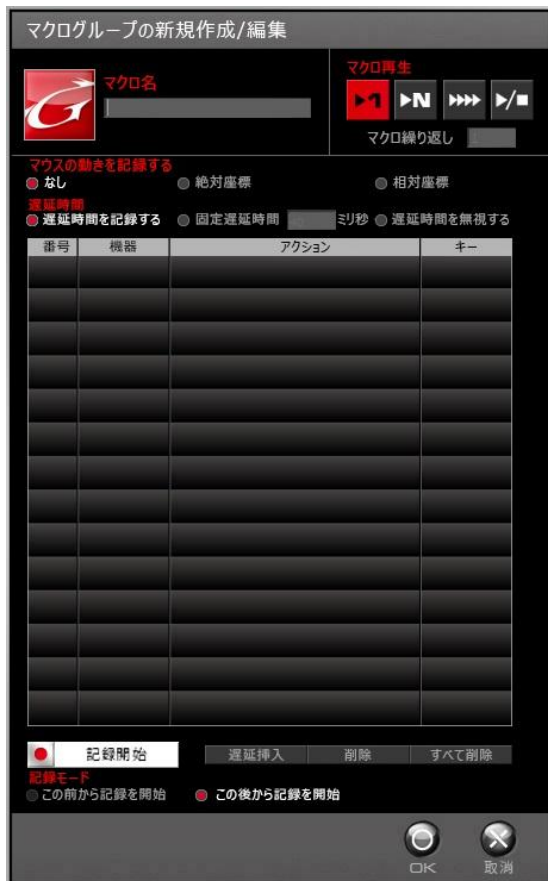 マクログループの新規作成/編集
マクロ名
マクロ再生
1 N
マクロ繰り返し
マウスの動きを記録する
なし 絶対座標 相対座標
遅延時間
遅延時間を記録する 固定遅延時間 ミリ秒 遅延時間を無視する
番号 機器 アクション キー
記録開始 遅延挿入 削除 すべて削除
記録モード
この前から記録を開始 この後から記録を開始
OK 取消